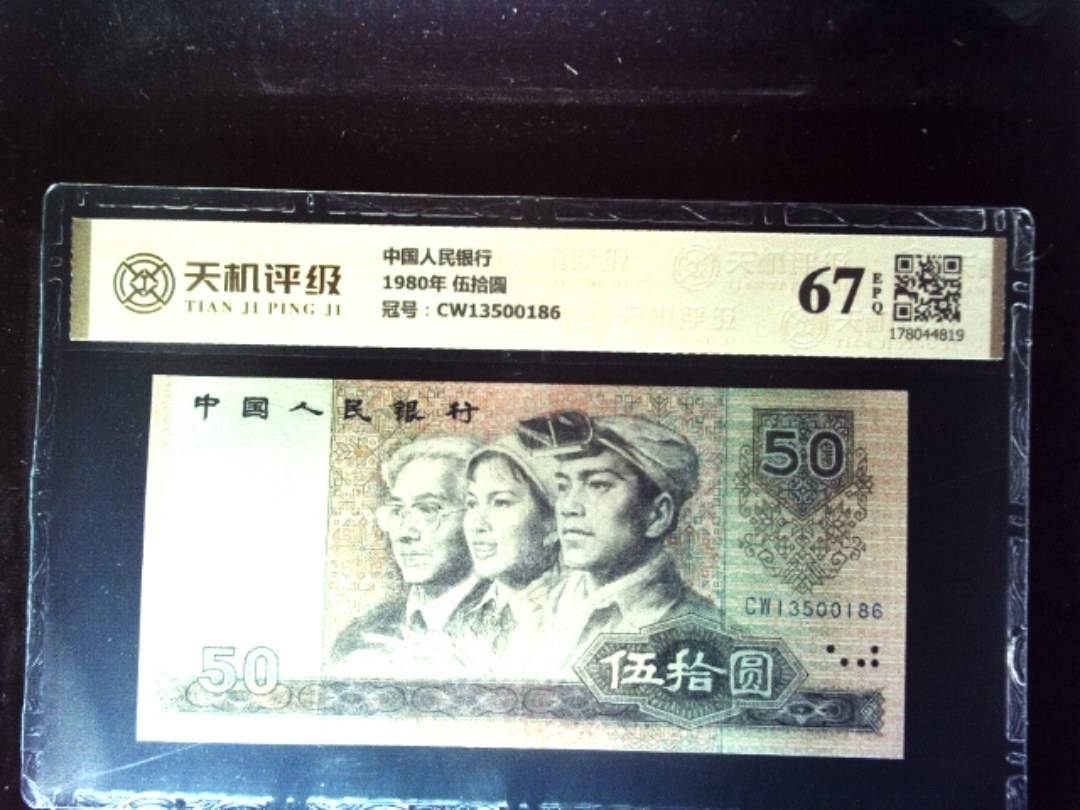 天机评级
TIAN JI PING JI
中国人民银行
1980年 伍拾圆
冠号：CW13500186
67
EPQ
178044819
中国人民银行
50
CW13500186
50
伍拾圆